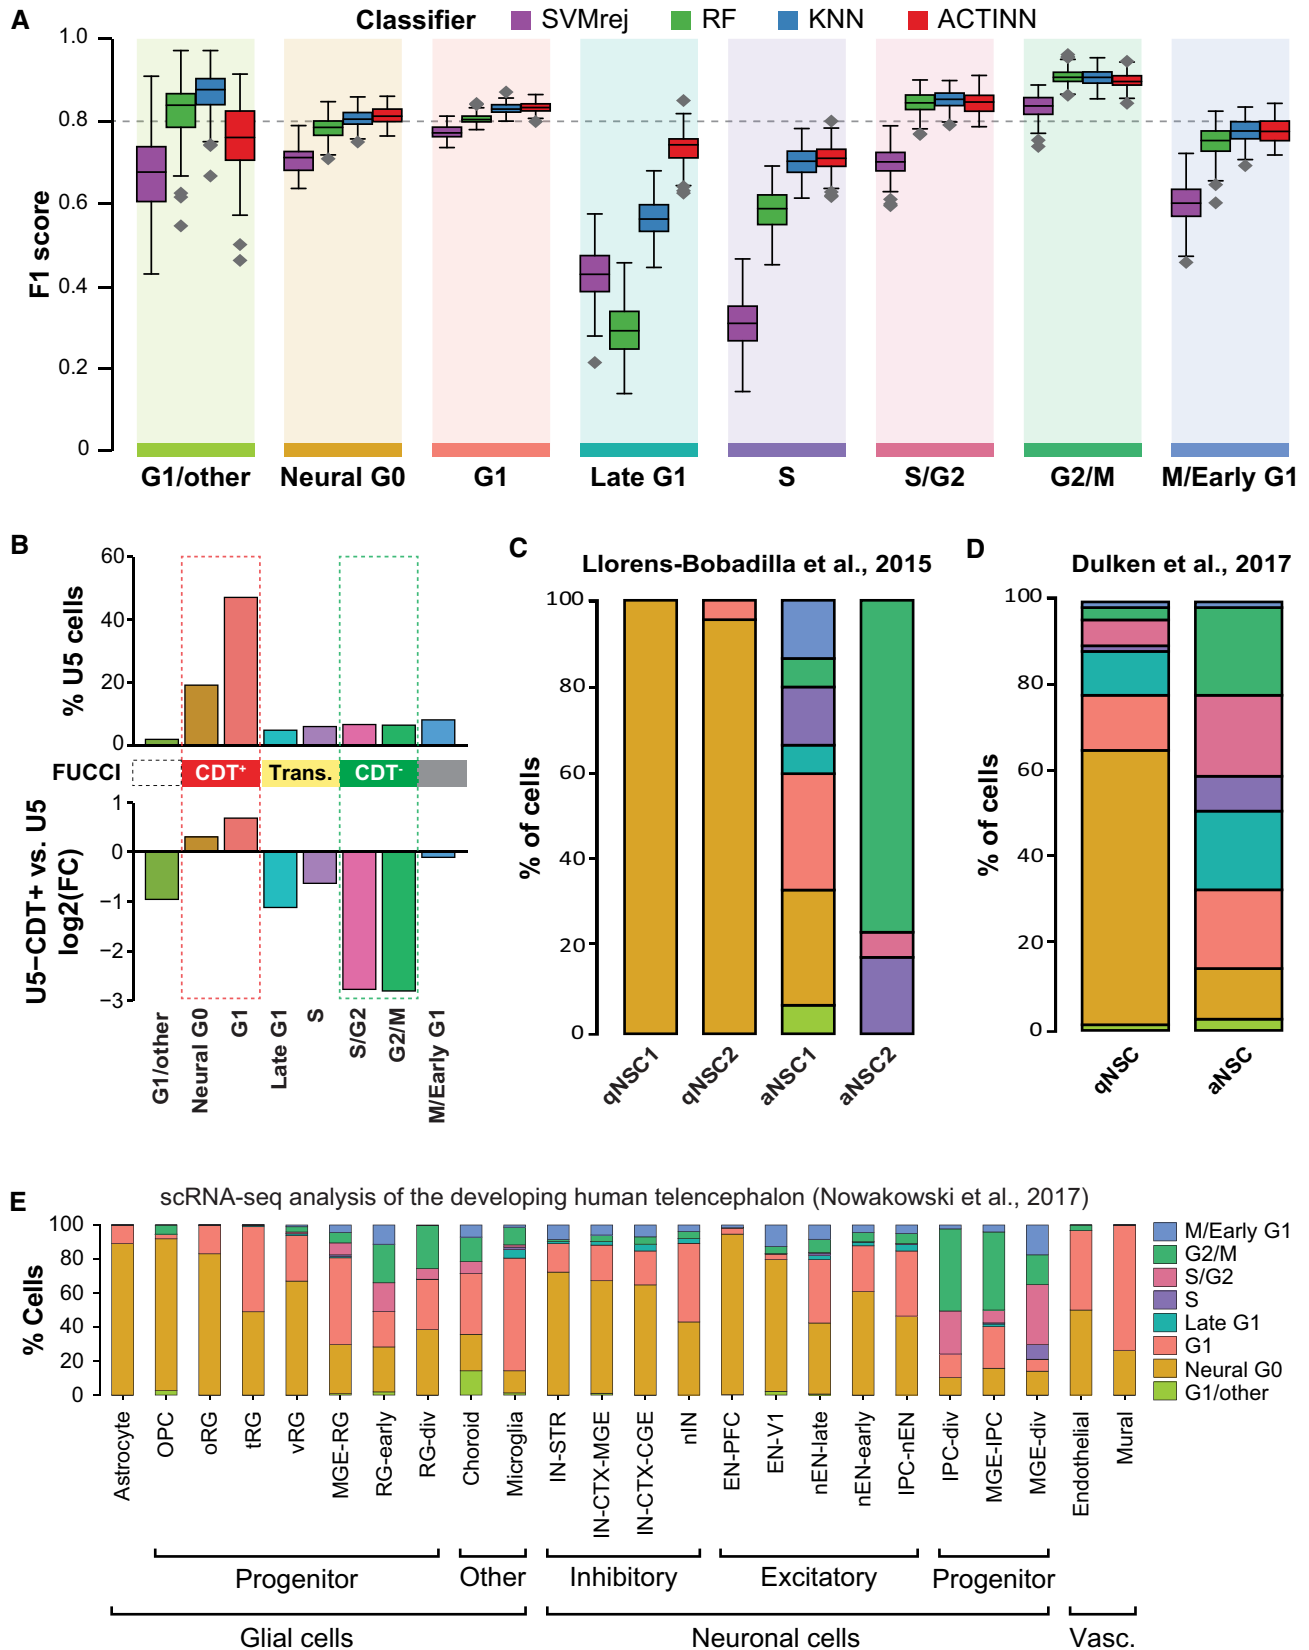 A
Classifier SVMrej RF KNN ACTINN
F1 score
1.0
0.8
0.6
0.4
0.2
0
G1/other Neural G0 G1 Late G1 S S/G2 G2/M M/Early G1
B
% U5 cells
60
40
20
0
FUCCI CDT+ Trans. CDT-
U5−CDT+ vs. U5
log2(FC)
1
0
−1
−2
−3
G1/other
Neural G0
G1
Late G1
S
S/G2
G2/M
M/Early G1
C
Llorens-Bobadilla et al., 2015
% of cells
100
80
60
40
20
0
qNSC1
qNSC2
aNSC1
aNSC2
D
Dulken et al., 2017
% of cells
100
80
60
40
20
0
qNSC
aNSC
E
scRNA-seq analysis of the developing human telencephalon (Nowakowski et al., 2017)
% Cells
100
80
60
40
20
0
M/Early G1
G2/M
S/G2
S
Late G1
G1
Neural G0
G1/other
Astrocyte
OPC
oRG
tRG
vRG
MGE-RG
RG-early
RG-div
Choroid
Microglia
IN-STR
IN-CTX-MGE
IN-CTX-CGE
nIN
EN-PFC
EN-V1
nEN-late
nEN-early
IPC-nEN
IPC-div
MGE-IPC
MGE-div
Endothelial
Mural
Progenitor Other Inhibitory Excitatory Progenitor
Glial cells Neuronal cells Vasc.